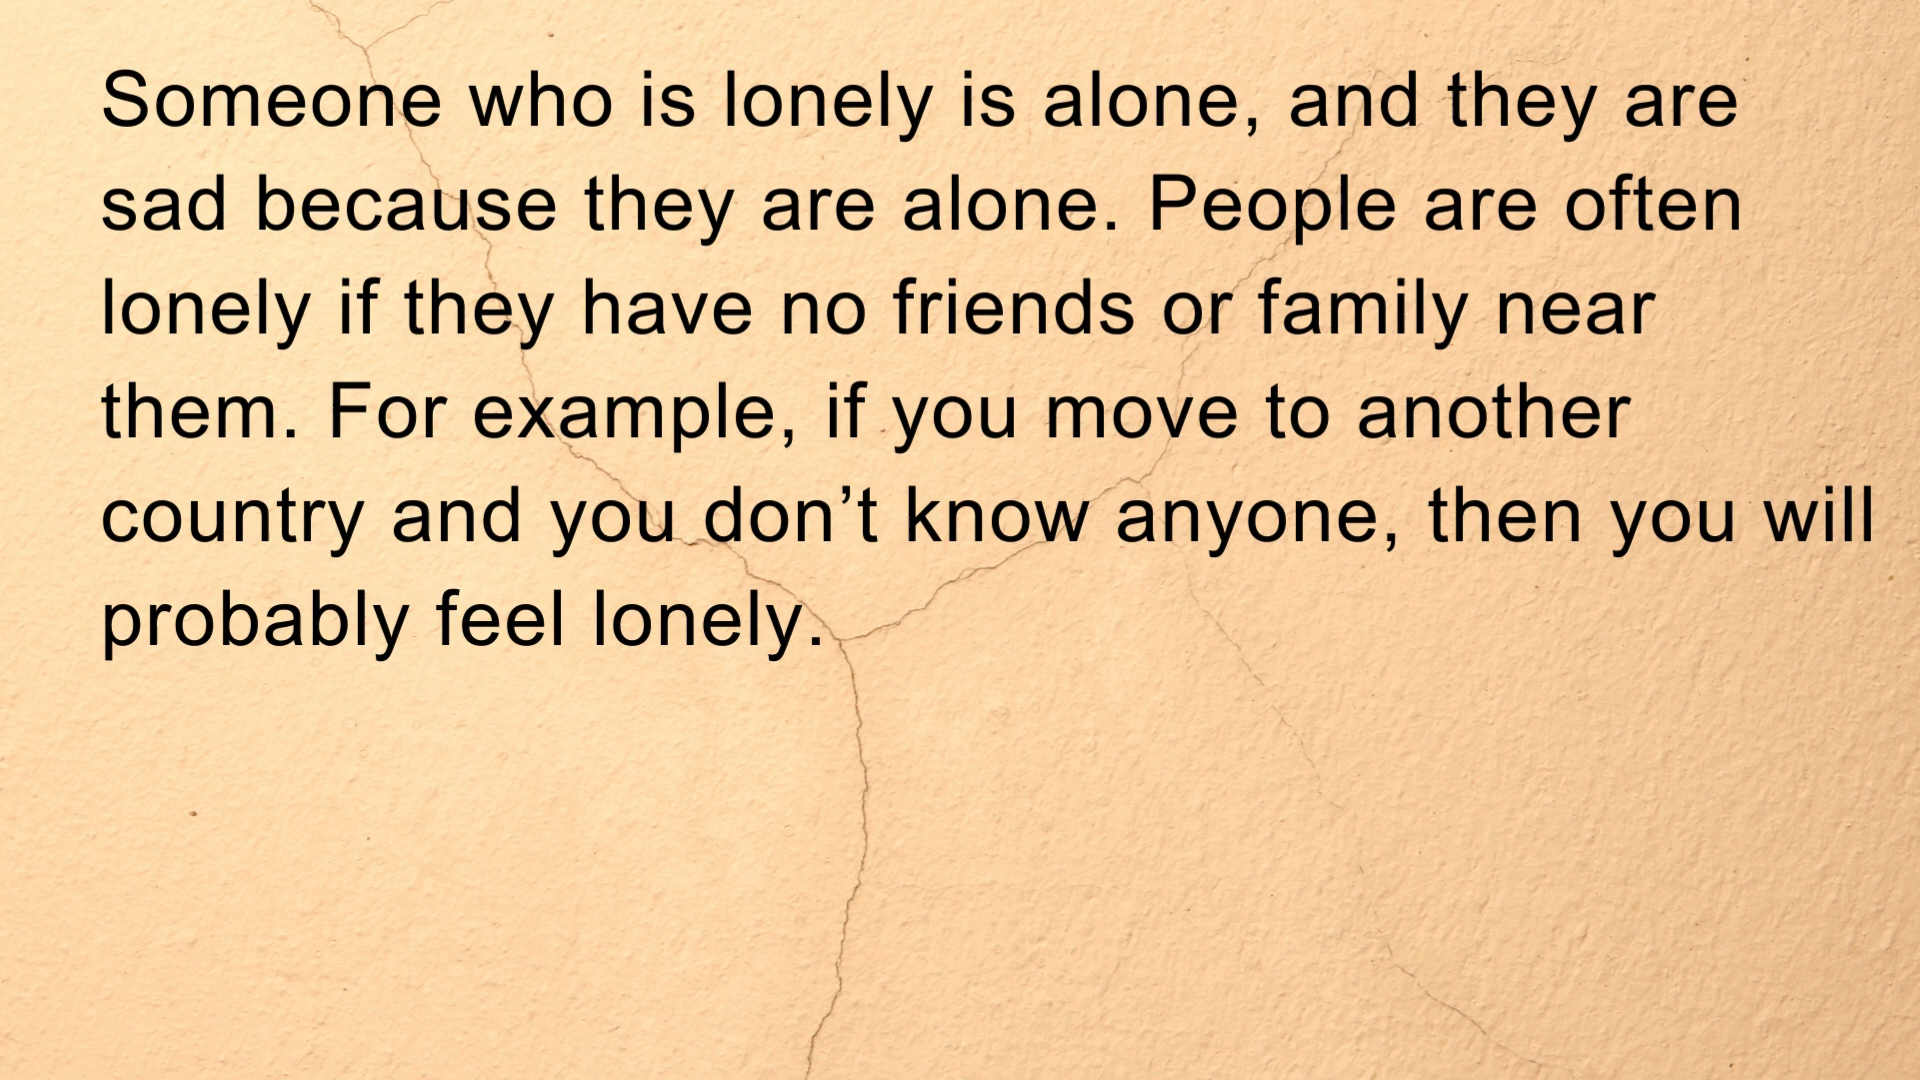 Someone who is lonely is alone, and they are
sad because they are alone. People are often
lonely if they have no friends or family near
them. For example, if you move to another
country and you don’t know anyone, then you will
probably feel lonely.